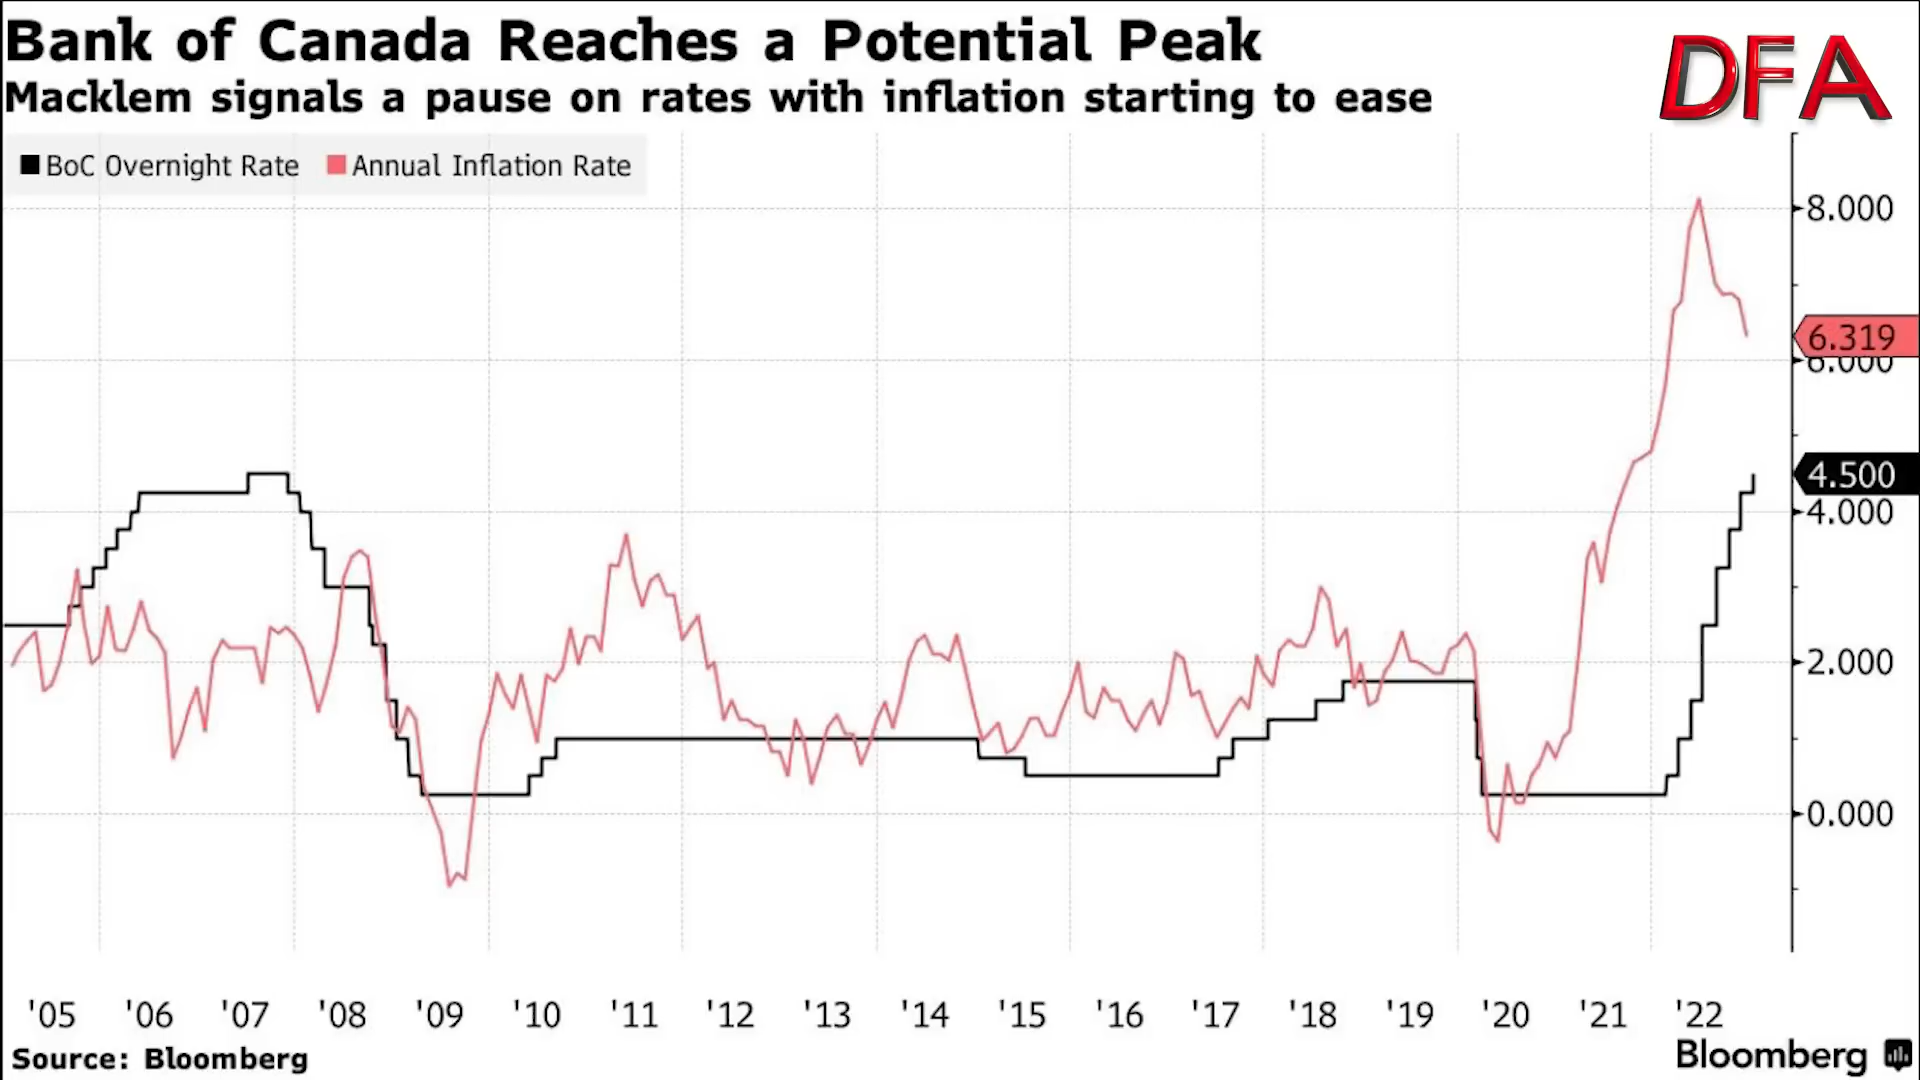 Bank of Canada Reaches a Potential Peak
DFA
Macklem signals a pause on rates with inflation starting to ease
BoC Overnight Rate Annual Inflation Rate
8.000
6.319
6.000
4.500
4.000
2.000
0.000
'05 '06 '07 '08 '09 '10 '11 '12 '13 '14 '15 '16 '17 '18 '19 '20 '21 '22
Source: Bloomberg
Bloomberg